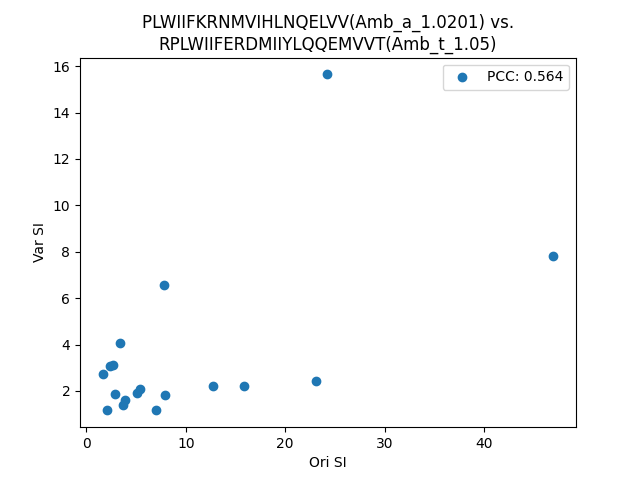 PLWIIFKRNMVIHLNQELVV(Amb_a_1.0201) vs.
RPLWIIFERDMIIYLQQEMVVT(Amb_t_1.05)
PCC: 0.564
16
14
12
10
8
6
4
2
Var SI
0
10
20
30
40
Ori SI